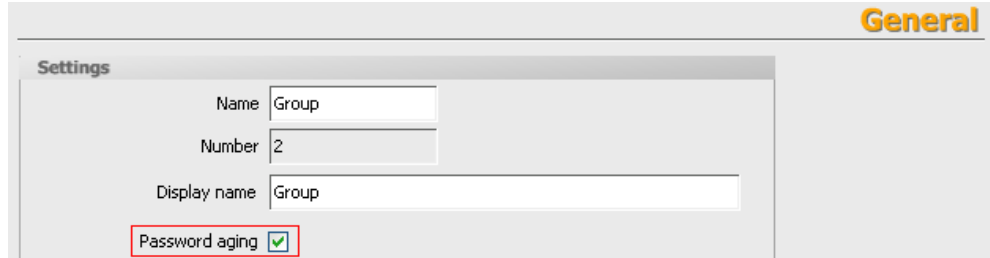 General
Settings
Name Group
Number 2
Display name Group
Password aging